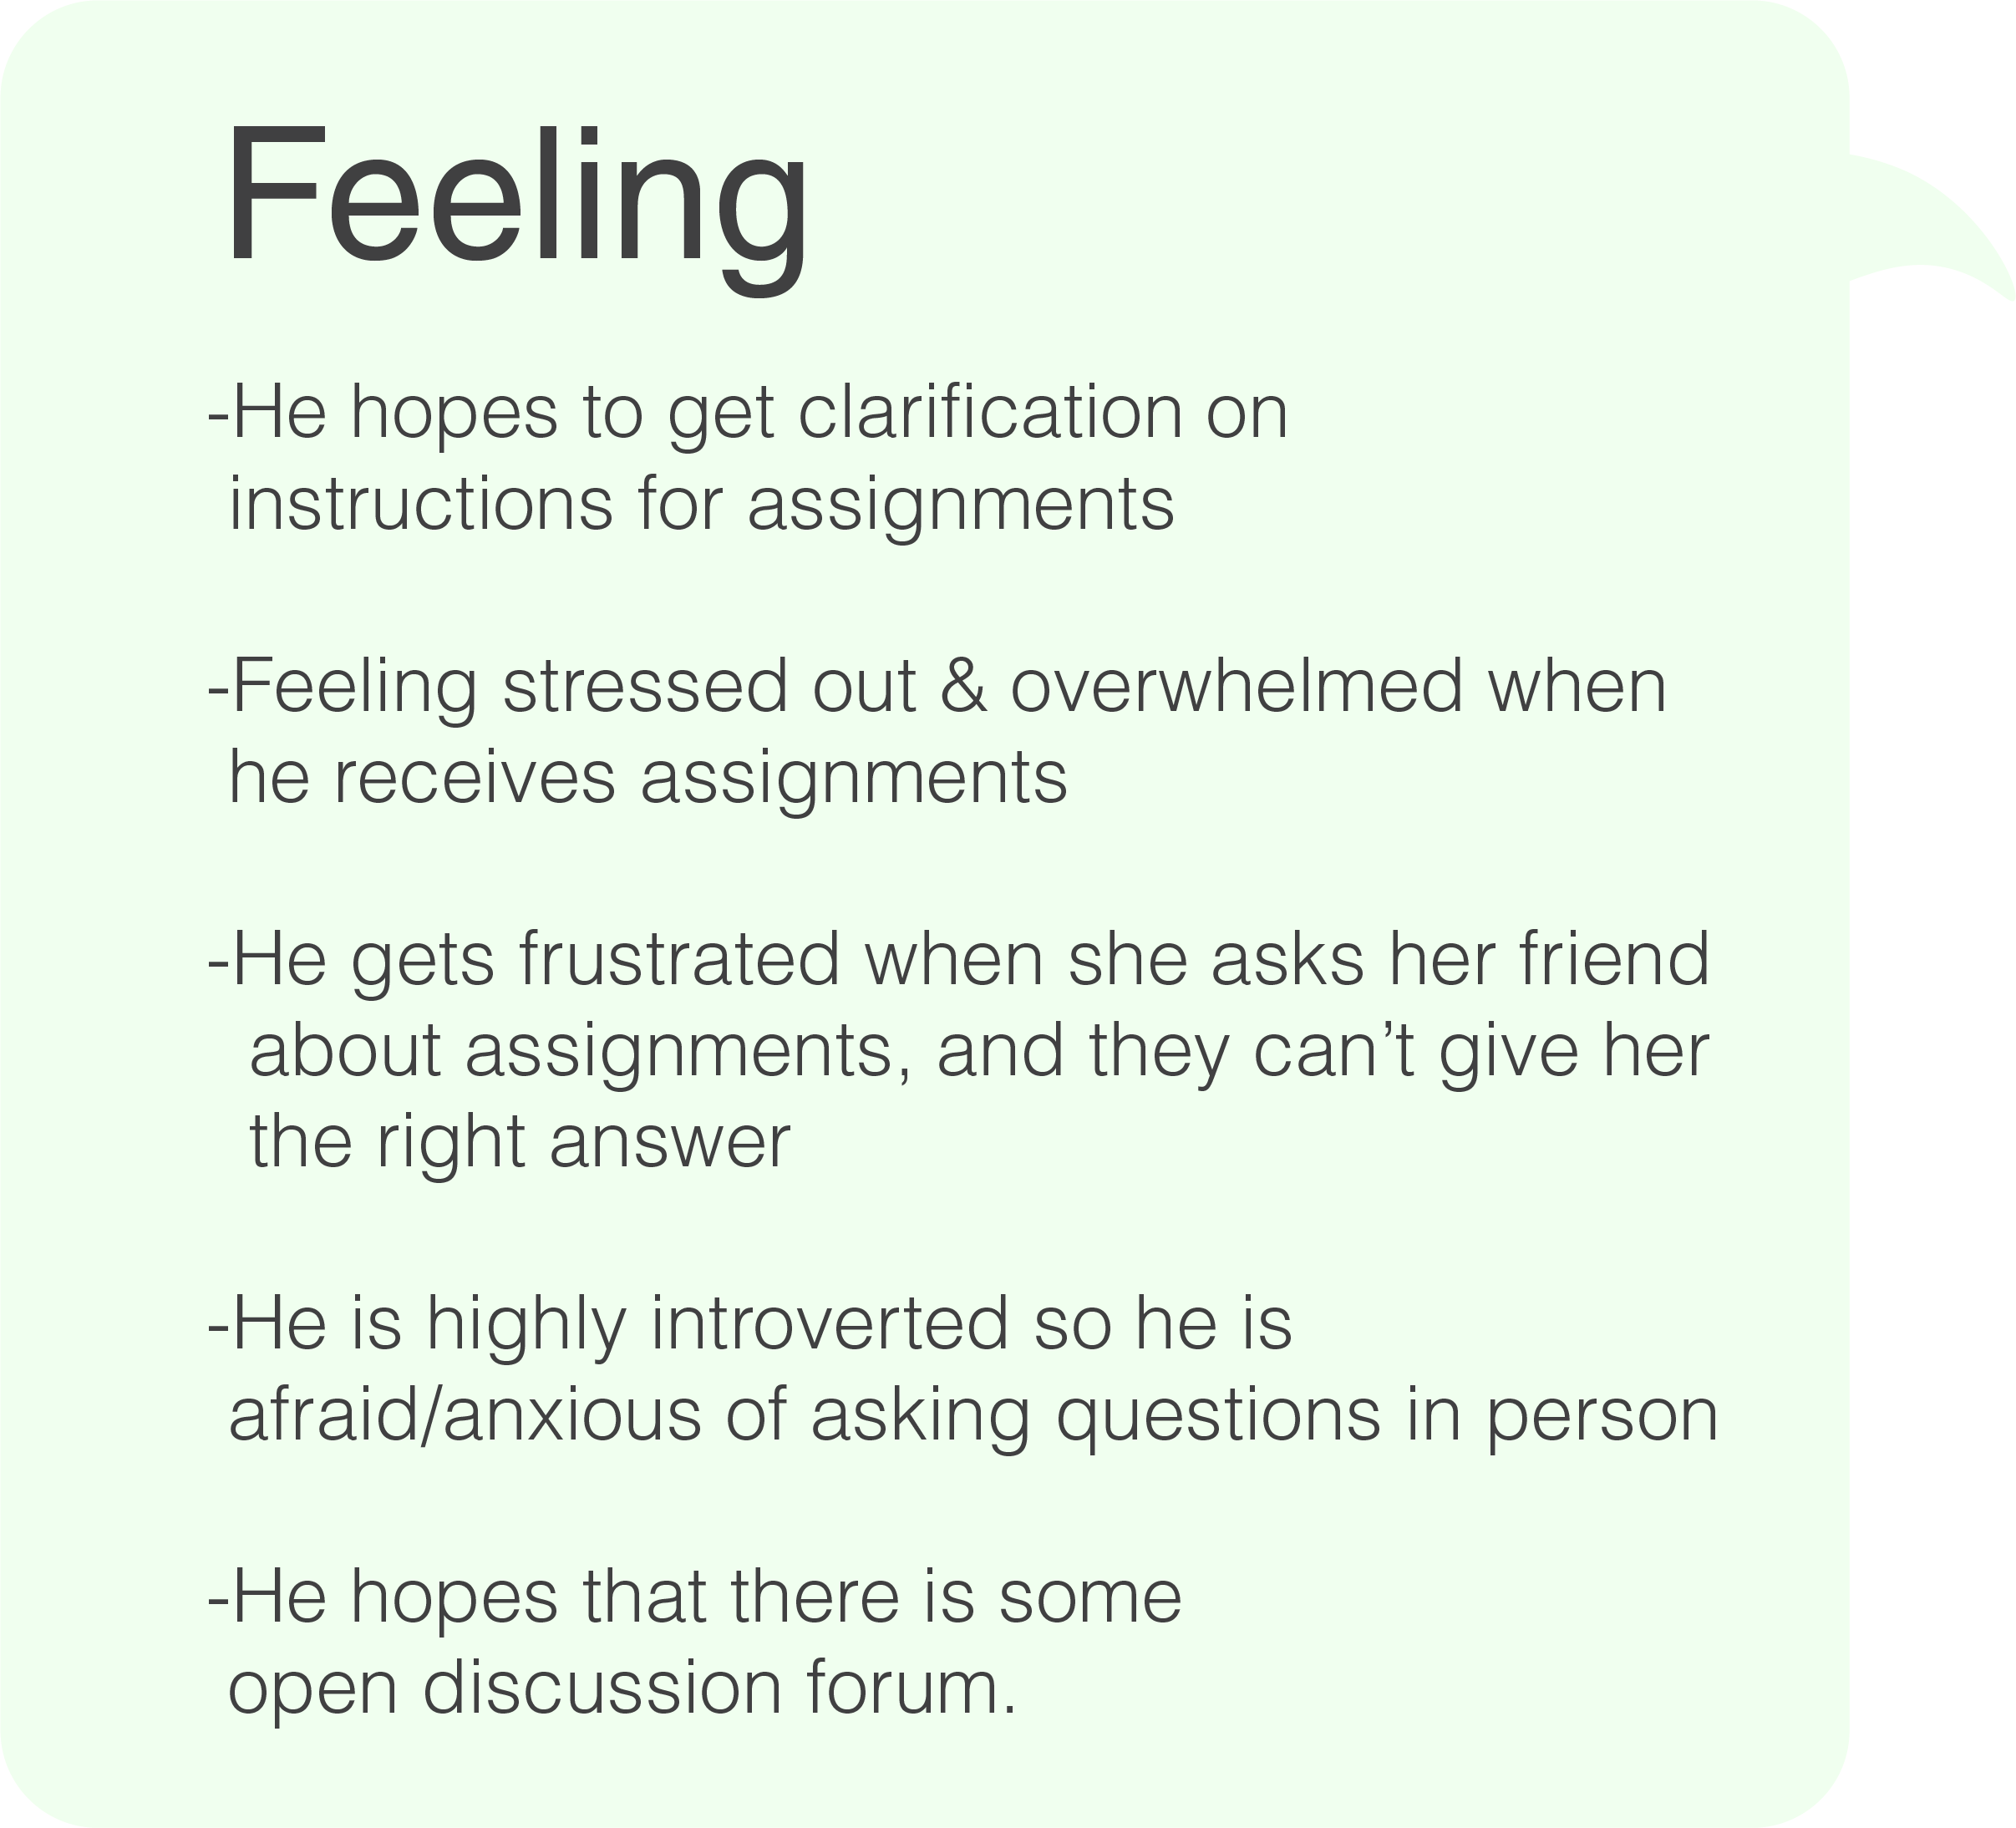 Feeling
-He hopes to get clarification on
instructions for assignments
-Feeling stressed out & overwhelmed when
he receives assignments
-He gets frustrated when she asks her friend
about assignments, and they can’t give her
the right answer
-He is highly introverted so he is
afraid/anxious of asking questions in person
-He hopes that there is some
open discussion forum.